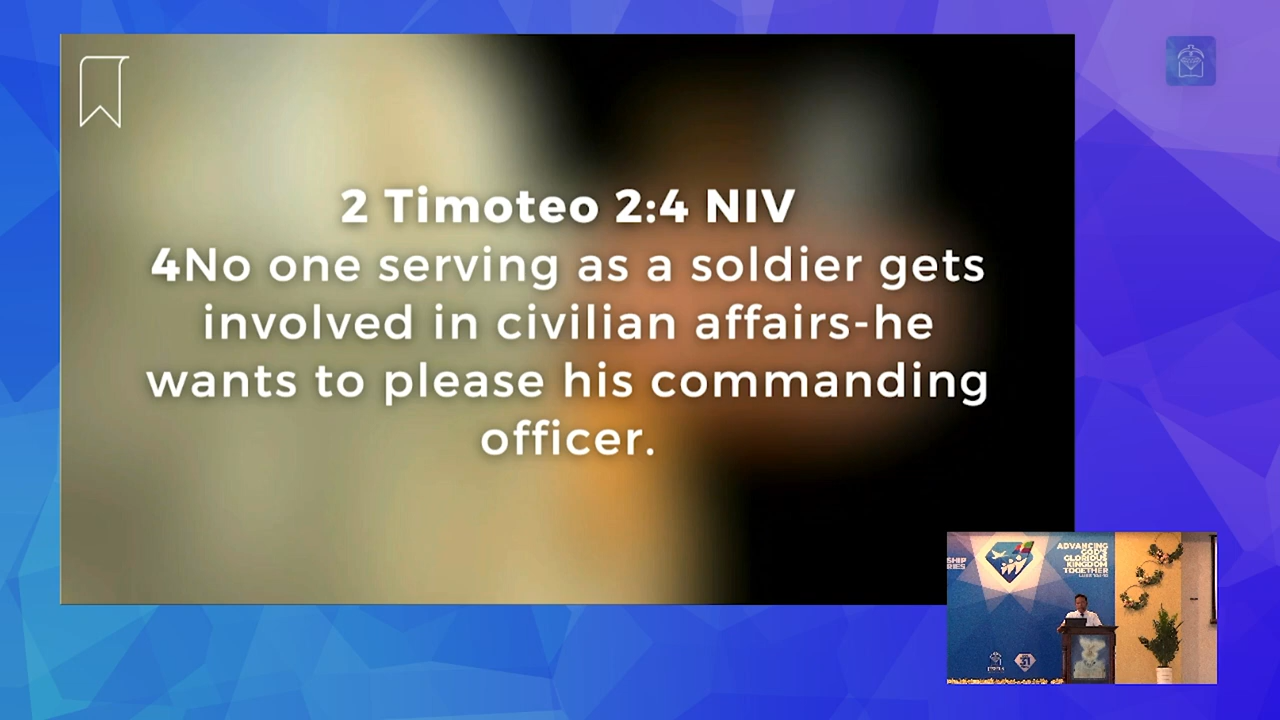 2 Timoteo 2:4 NIV
4No one serving as a soldier gets
involved in civilian affairs-he
wants to please his commanding
officer.
ADVANCING
GOD'S
GLORIOUS
KINGDOM
TOGETHER
31